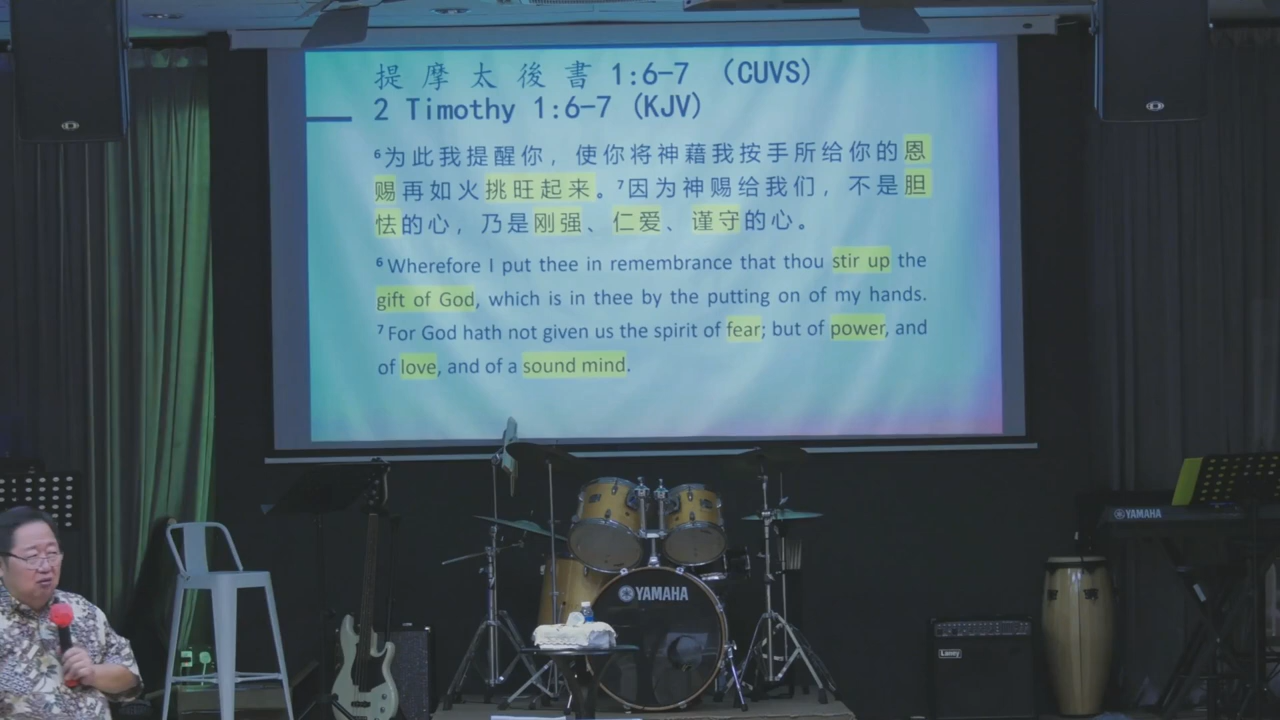 提摩太後書 1:6-7 (CUVS)
2 Timothy 1:6-7 (KJV)
⁶为此我提醒你，使你将神藉我按手所给你的恩
赐再如火挑旺起来。⁷因为神赐给我们，不是胆
怯的心，乃是刚强、仁爱、谨守的心。
⁶ Wherefore I put thee in remembrance that thou stir up the
gift of God, which is in thee by the putting on of my hands.
⁷ For God hath not given us the spirit of fear; but of power, and
of love, and of a sound mind.
YAMAHA
YAMAHA
Laney